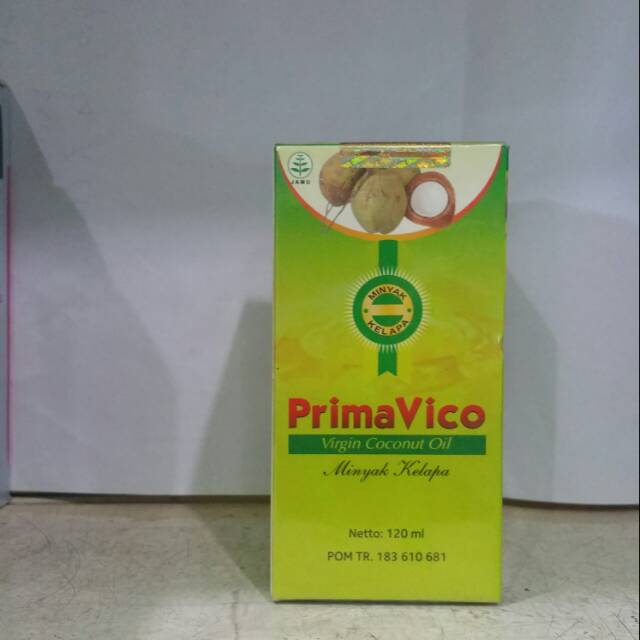 JAMU
MINYAK
KELAPA
PrimaVico
Virgin Coconut Oil
Minyak Kelapa
Netto: 120 ml
POM TR. 183 610 681